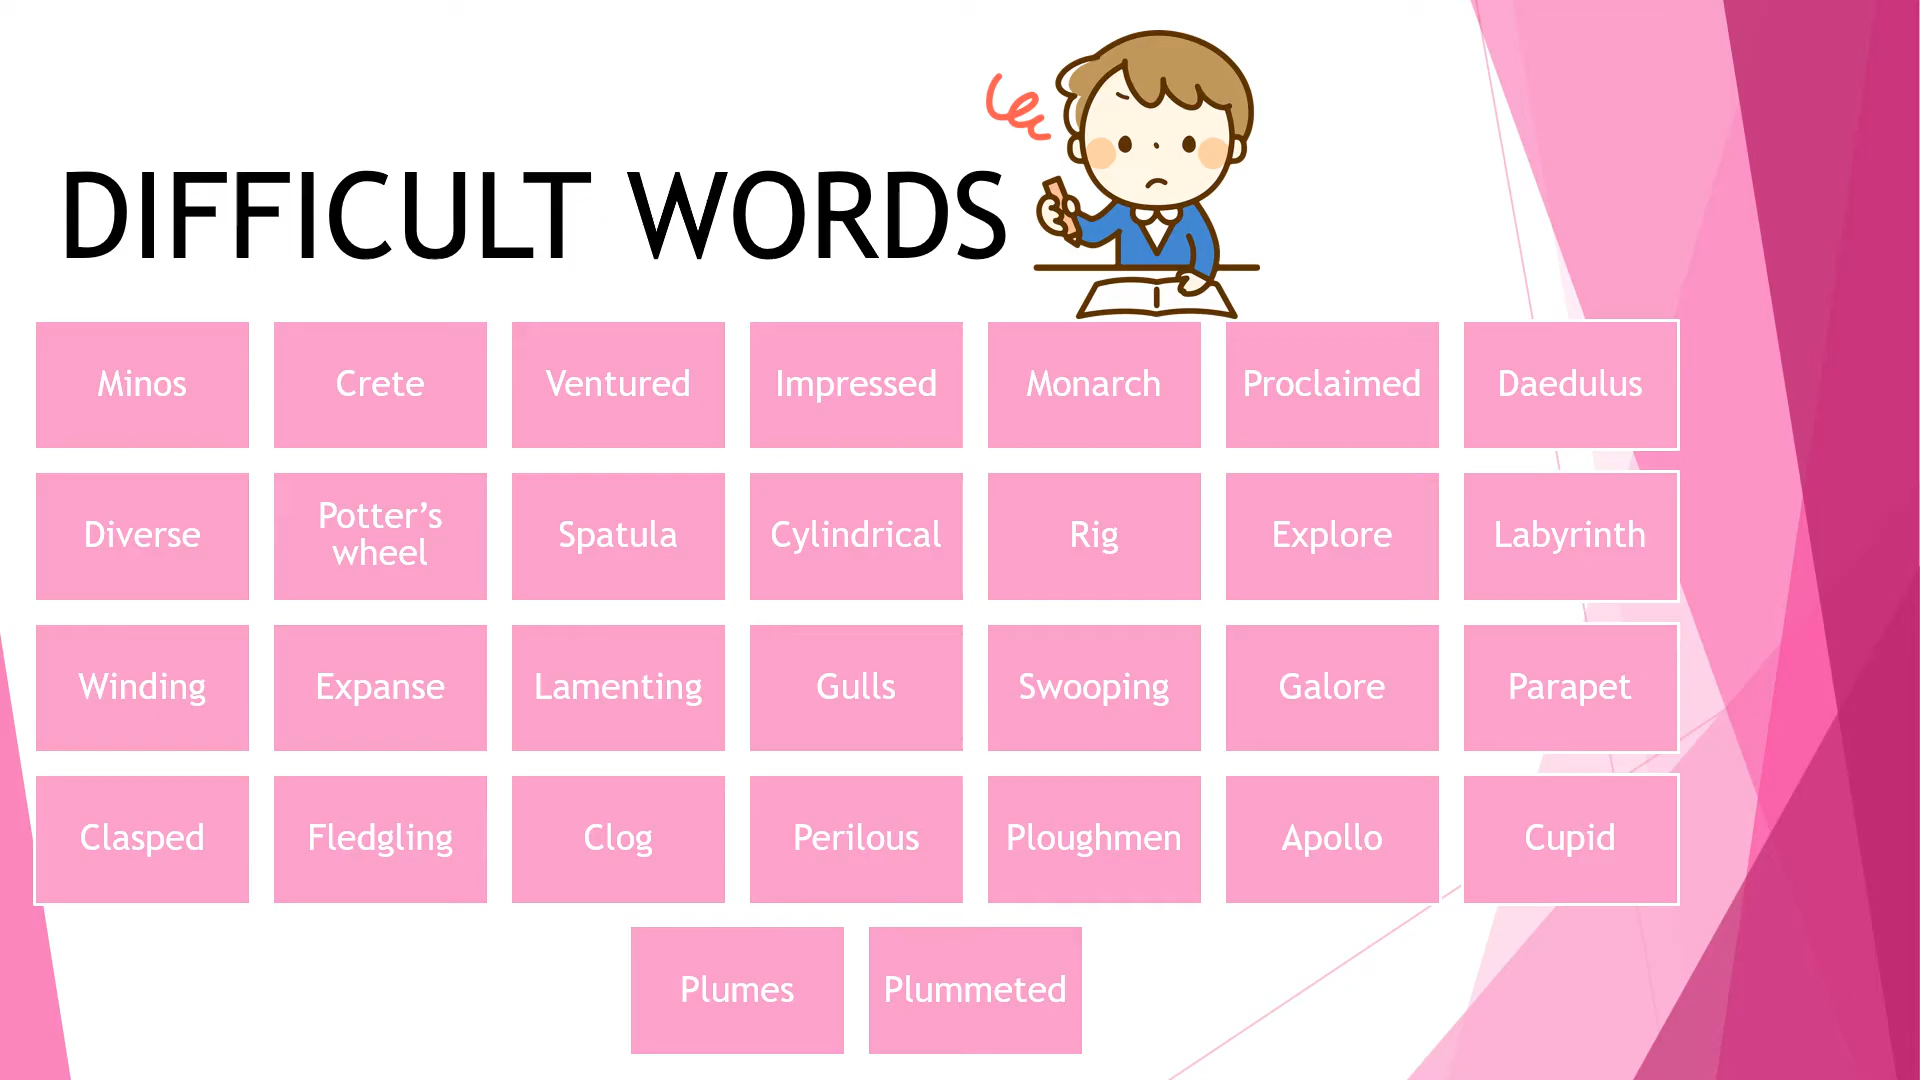 DIFFICULT WORDS
Minos
Crete
Ventured
Impressed
Monarch
Proclaimed
Daedulus
Diverse
Potter’s
wheel
Spatula
Cylindrical
Rig
Explore
Labyrinth
Winding
Expanse
Lamenting
Gulls
Swooping
Galore
Parapet
Clasped
Fledgling
Clog
Perilous
Ploughmen
Apollo
Cupid
Plumes
Plummeted